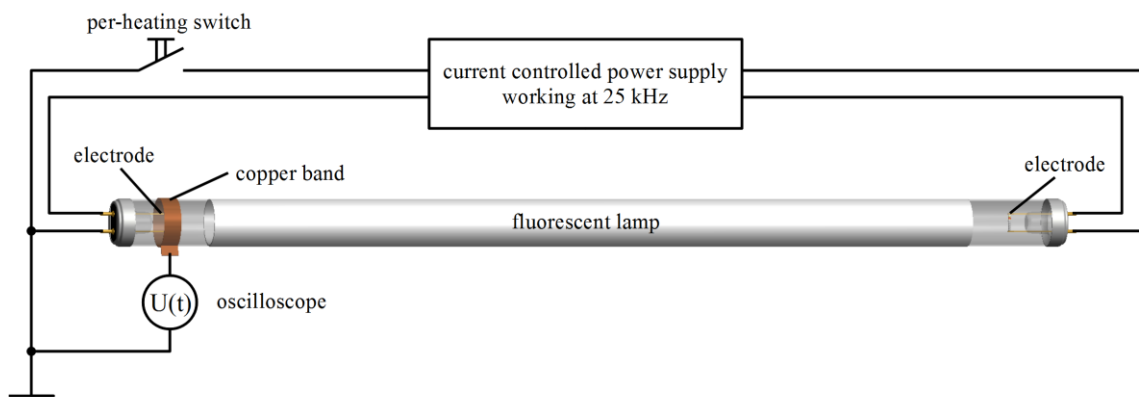 per-heating switch
current controlled power supply
working at 25 kHz
electrode
copper band
electrode
fluorescent lamp
U(t)
oscilloscope